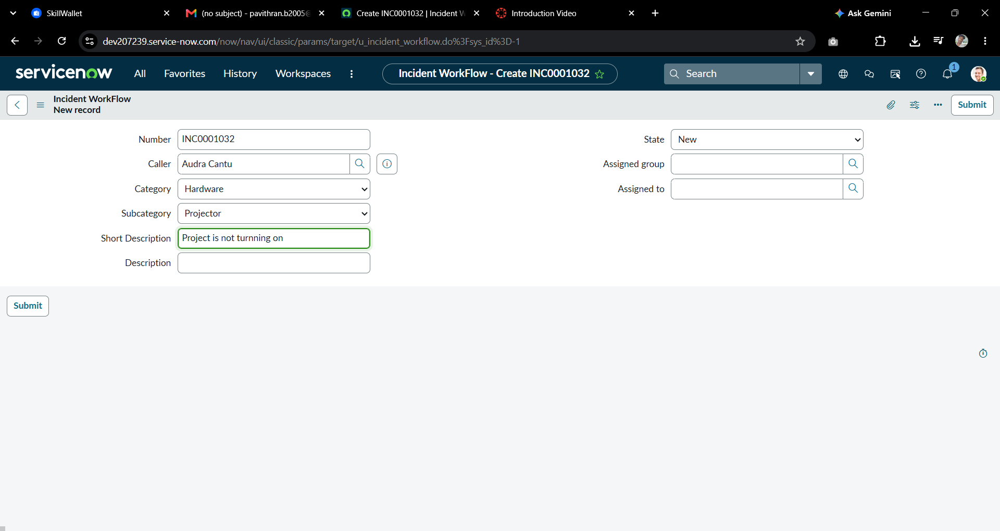 SkillWallet
(no subject) - pavithran.b2005@
Create INC0001032 | Incident W
Introduction Video
Ask Gemini
dev207239.service-now.com/now/nav/ui/classic/params/target/u_incident_workflow.do%3Fsys_id%3D-1
servicenow
All
Favorites
History
Workspaces
Incident WorkFlow - Create INC0001032
Search
1
Incident WorkFlow
New record
Submit
Number
INC0001032
State
New
Caller
Audra Cantu
Assigned group
Category
Hardware
Assigned to
Subcategory
Projector
Short Description
Project is not turnning on
Description
Submit